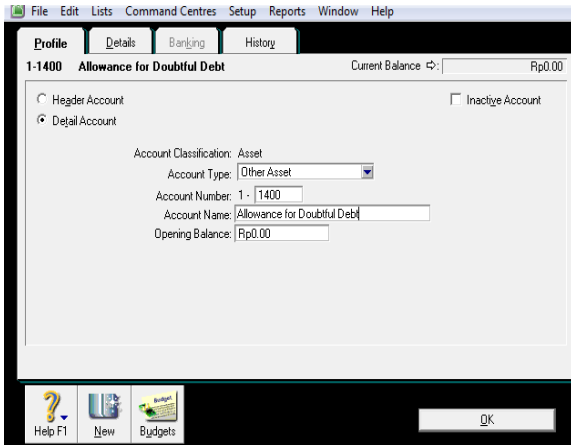 File Edit Lists Command Centres Setup Reports Window Help
Profile Details Banking History
1-1400 Allowance for Doubtful Debt Current Balance ⇨: Rp0.00
Header Account Inactive Account
Detail Account
Account Classification: Asset
Account Type: Other Asset
Account Number: 1 - 1400
Account Name: Allowance for Doubtful Debt
Opening Balance: Rp0.00
Budget
Help F1 New Budgets OK